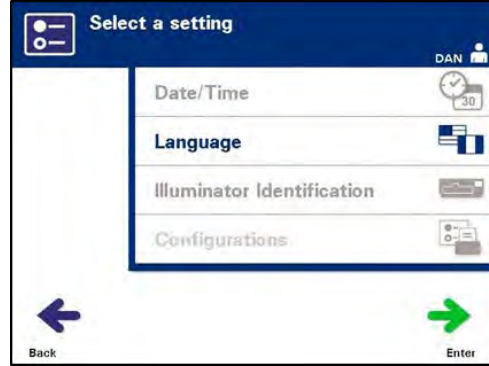 Select a setting
DAN
Date/Time
30
Language
Illuminator Identification
Configurations
Back
Enter